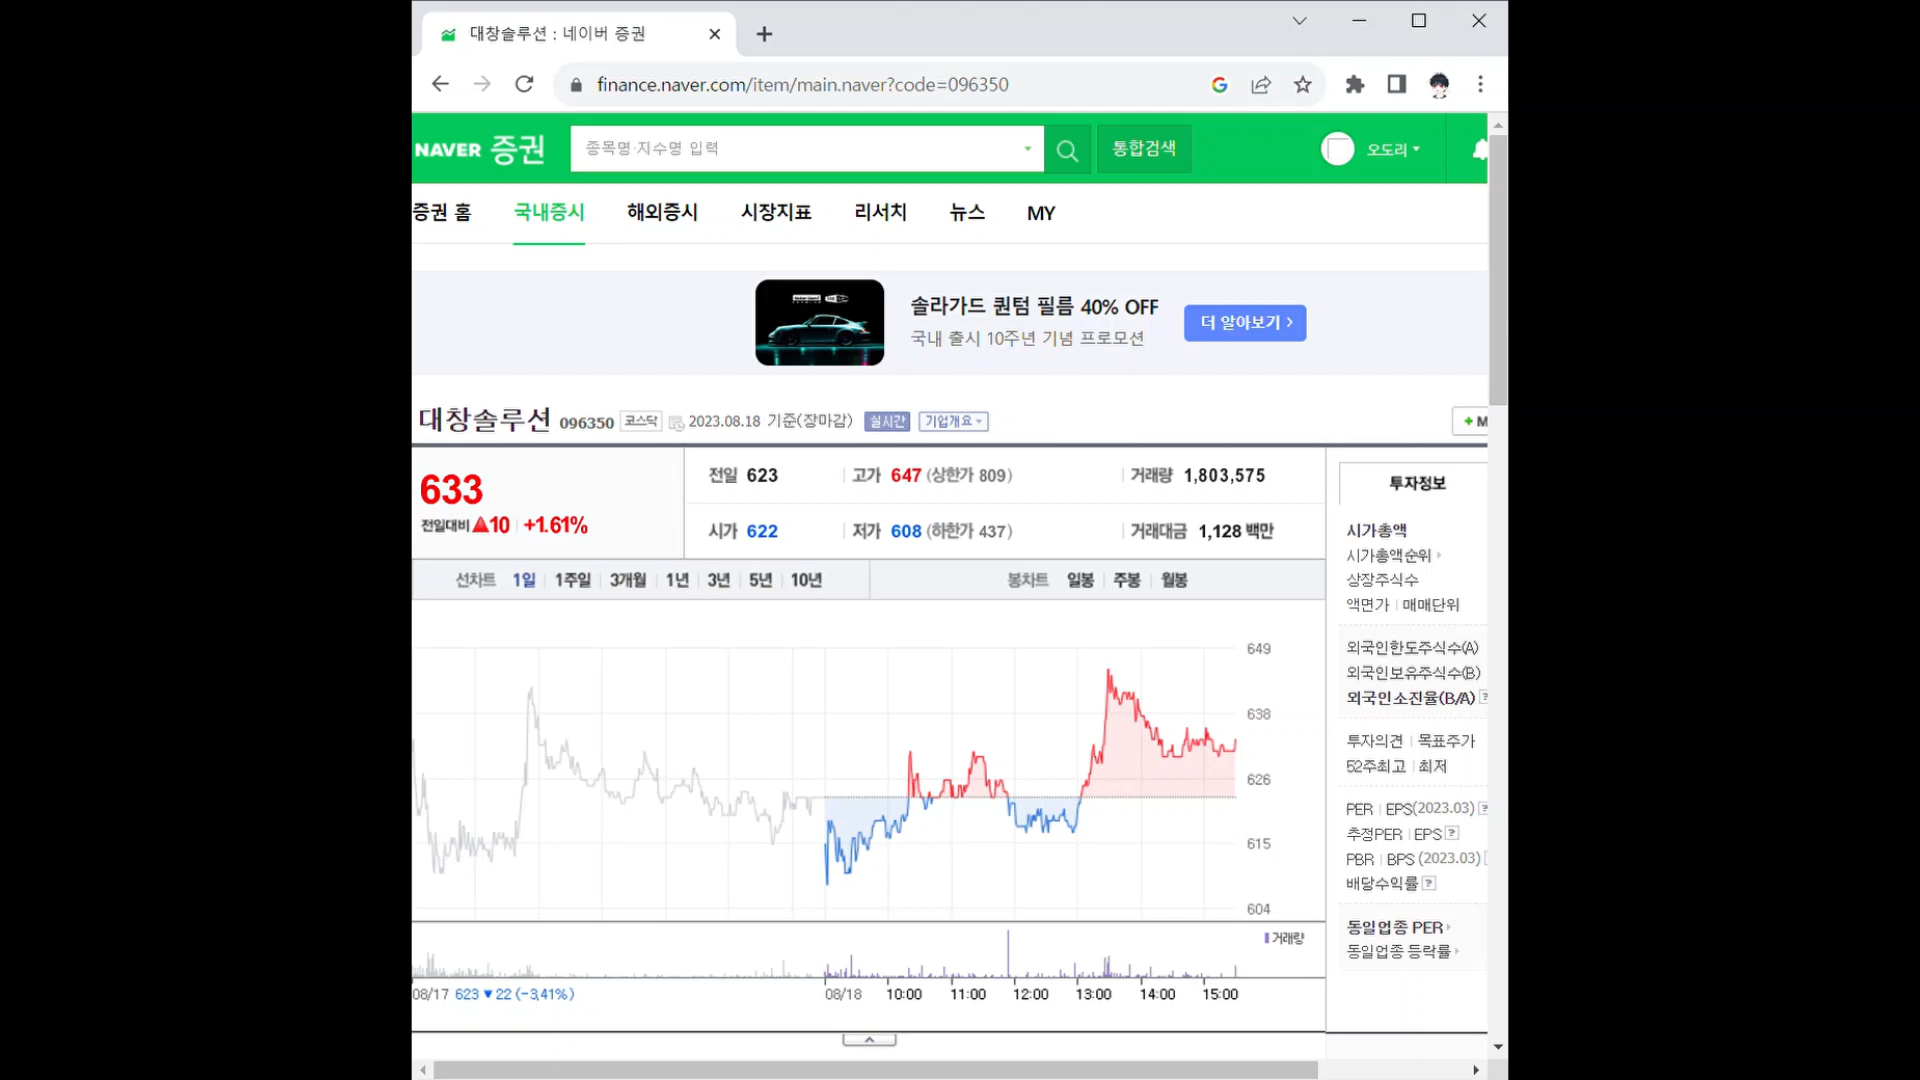 대창솔루션 : 네이버 증권
finance.naver.com/item/main.naver?code=096350
NAVER 증권
종목명·지수명 입력
통합검색
오도리
증권 홈 국내증시 해외증시 시장지표 리서치 뉴스 MY
솔라가드 퀀텀 필름 40% OFF
국내 출시 10주년 기념 프로모션
더 알아보기
대창솔루션 096350 코스닥 2023.08.18 기준(장마감) 실시간 기업개요
+ M
633
전일대비 ▲10 +1.61%
전일 623 고가 647 (상한가 809) 거래량 1,803,575
시가 622 저가 608 (하한가 437) 거래대금 1,128 백만
선차트 1일 1주일 3개월 1년 3년 5년 10년 봉차트 일봉 주봉 월봉
649
638
626
615
604
거래량
08/17 623 ▼22 (-3.41%) 08/18 10:00 11:00 12:00 13:00 14:00 15:00
투자정보
시가총액
시가총액순위
상장주식수
액면가 | 매매단위
외국인한도주식수(A)
외국인보유주식수(B)
외국인소진율(B/A) ?
투자의견 | 목표주가
52주최고 | 최저
PER | EPS(2023.03) ?
추정PER | EPS ?
PBR | BPS (2023.03)
배당수익률 ?
동일업종 PER
동일업종 등락률